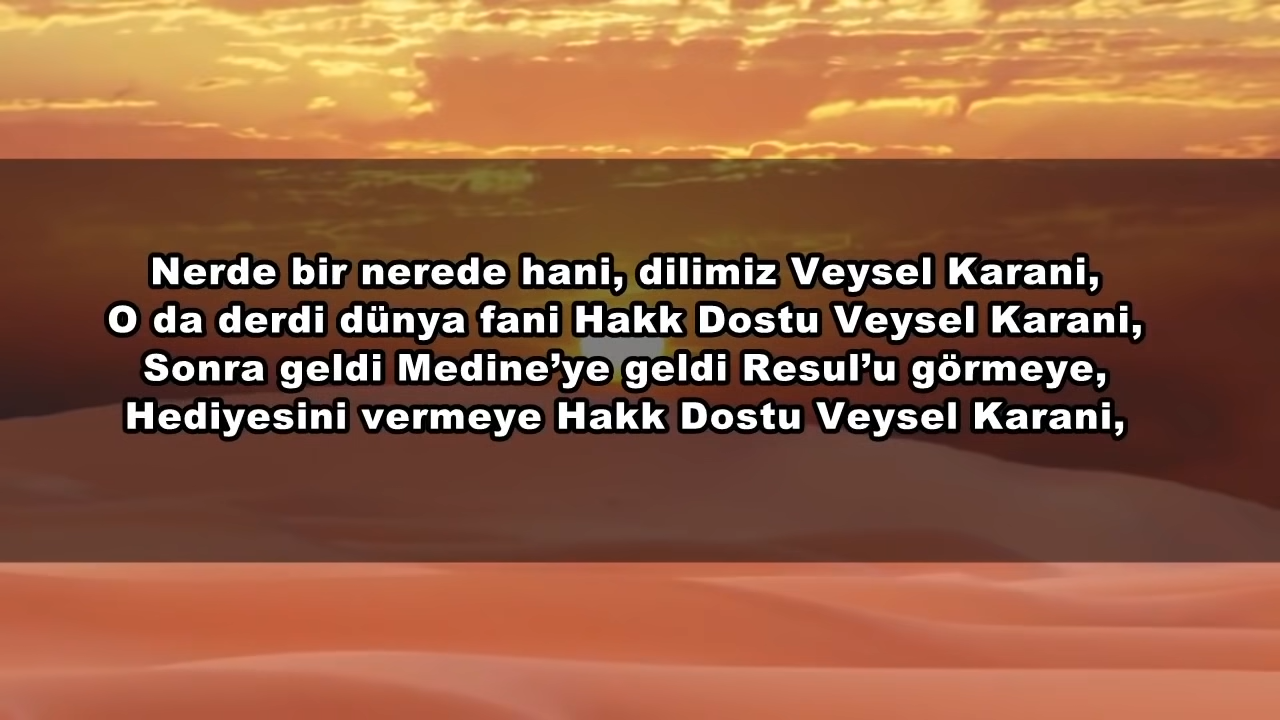 Nerde bir nerede hani, dilimiz Veysel Karani,
O da derdi dünya fani Hakk Dostu Veysel Karani,
Sonra geldi Medine’ye geldi Resul’u görmeye,
Hediyesini vermeye Hakk Dostu Veysel Karani,